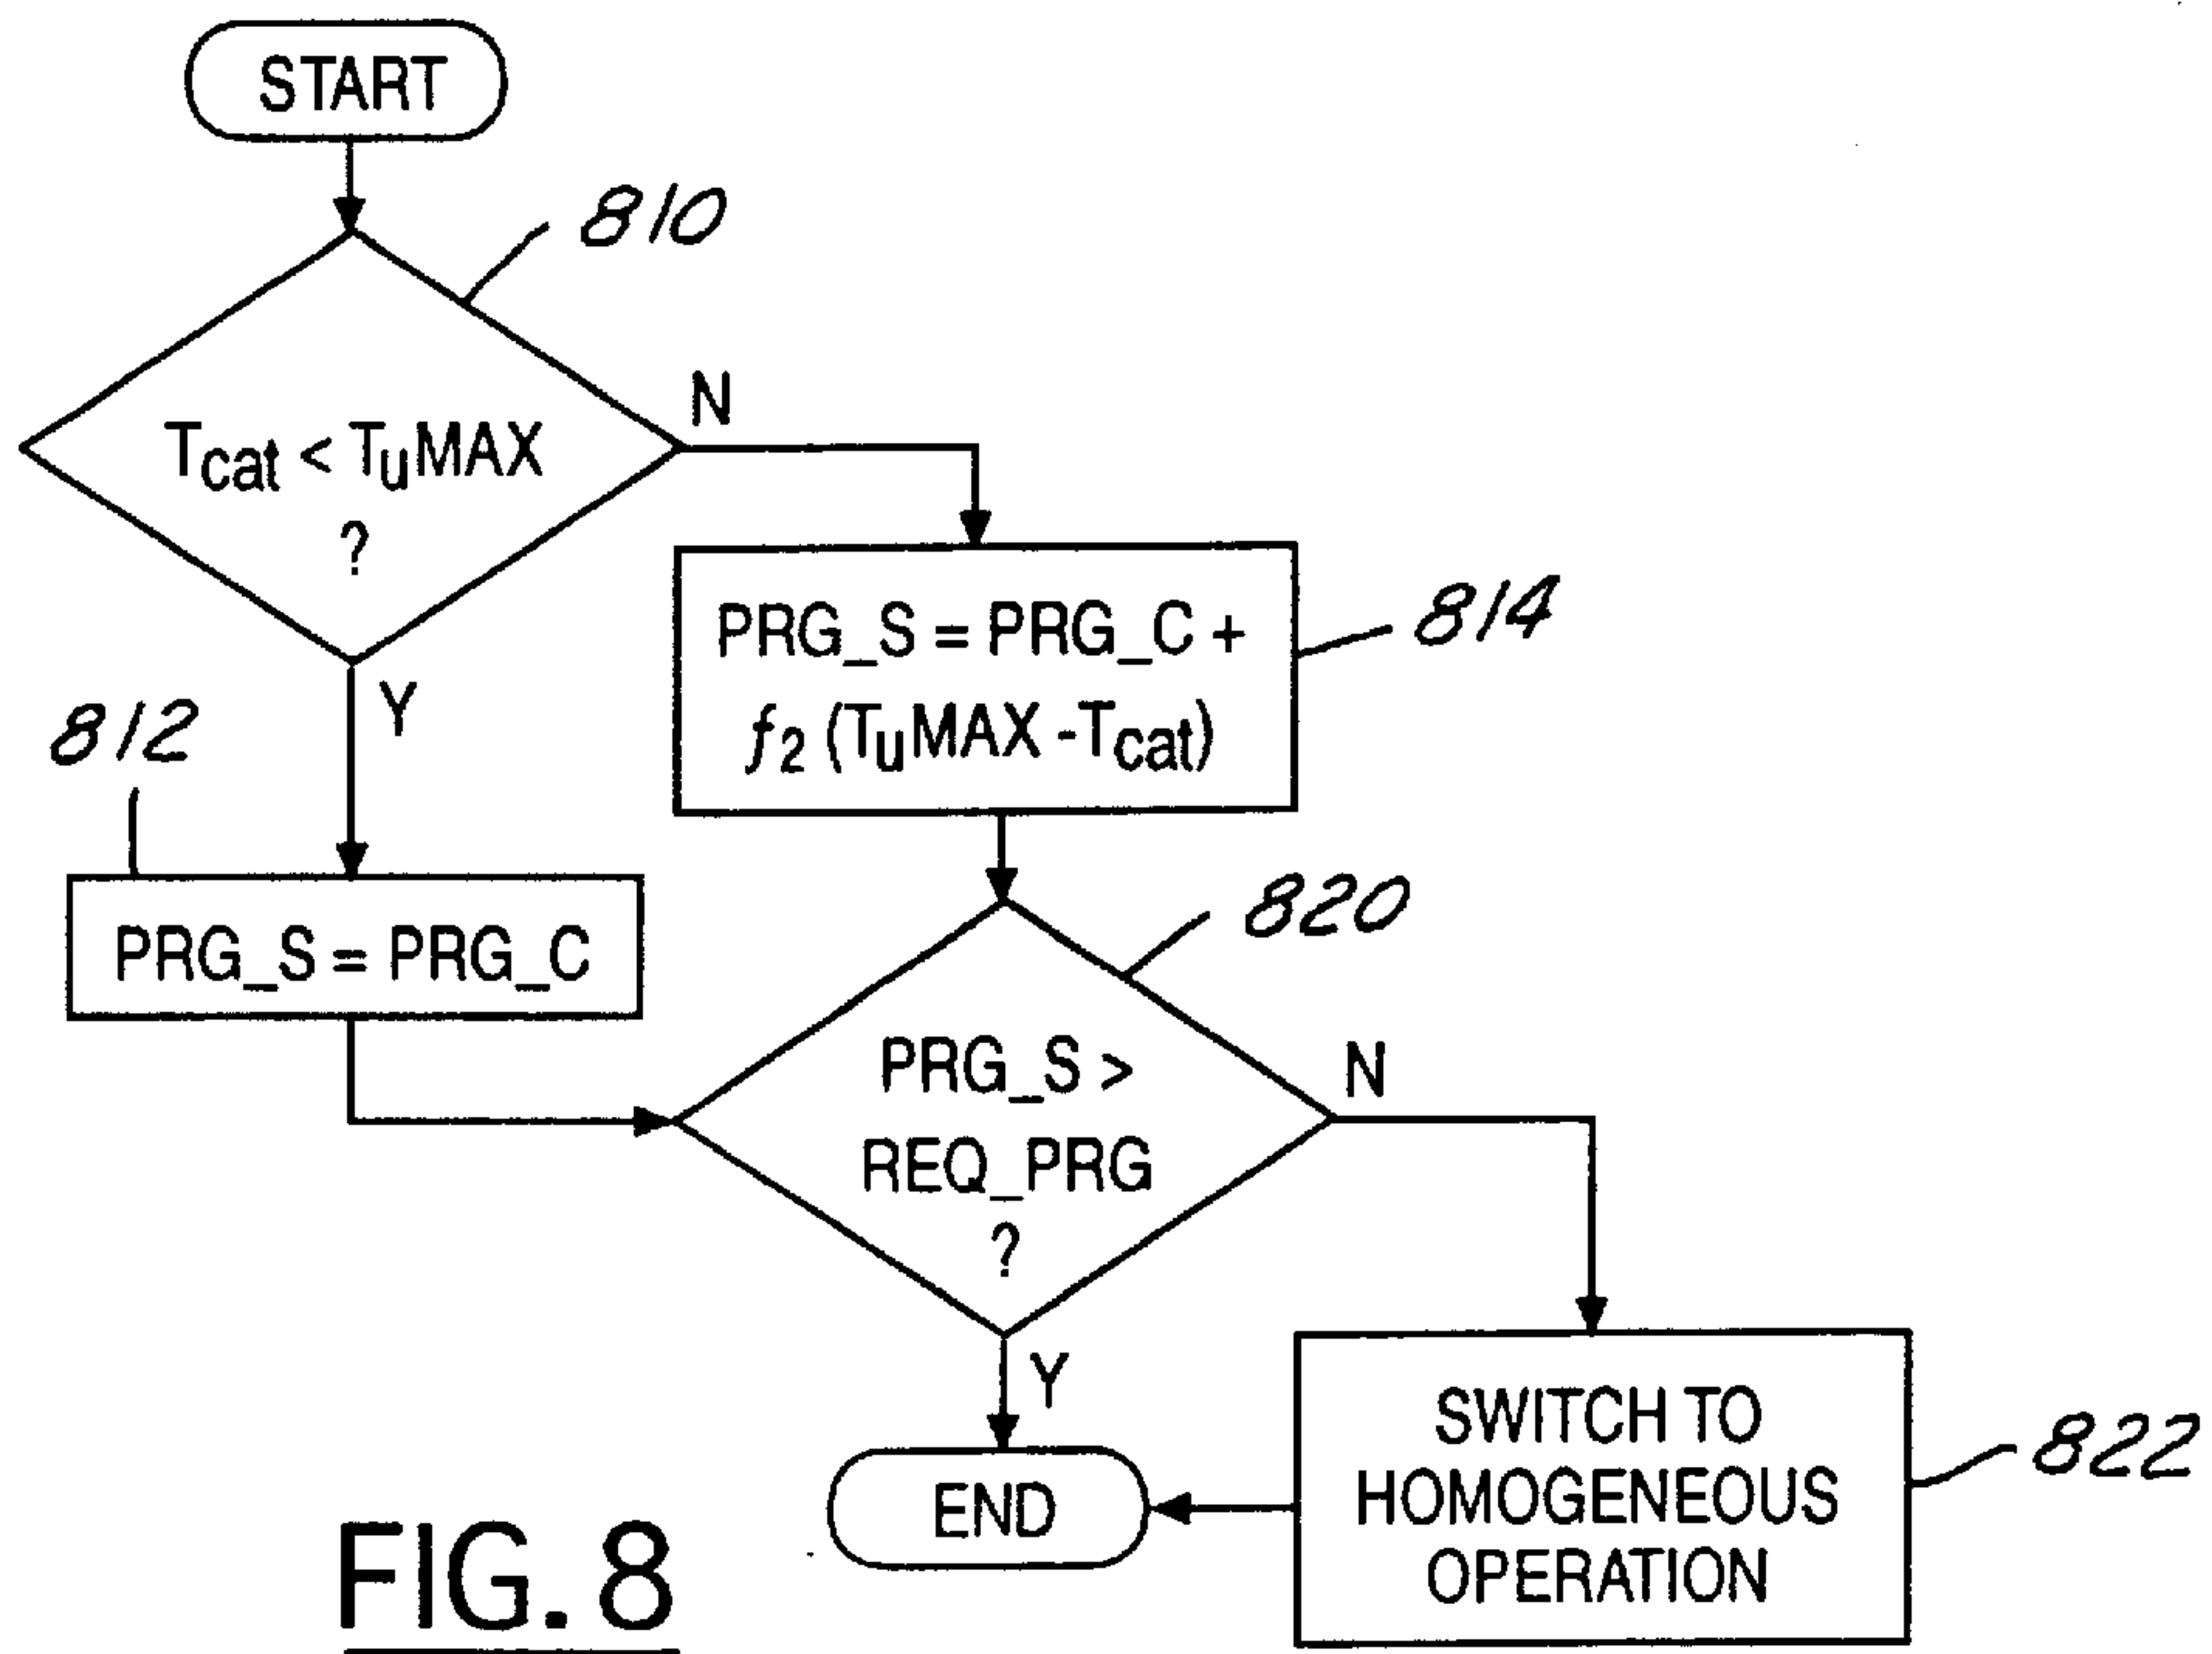 START
810
Tcat < TuMAX
?
N
Y
812
PRG_S = PRG_C
PRG_S = PRG_C +
f2 (TuMAX -Tcat)
814
820
PRG_S >
REQ_PRG
?
N
Y
SWITCH TO
HOMOGENEOUS
OPERATION
822
END
FIG. 8